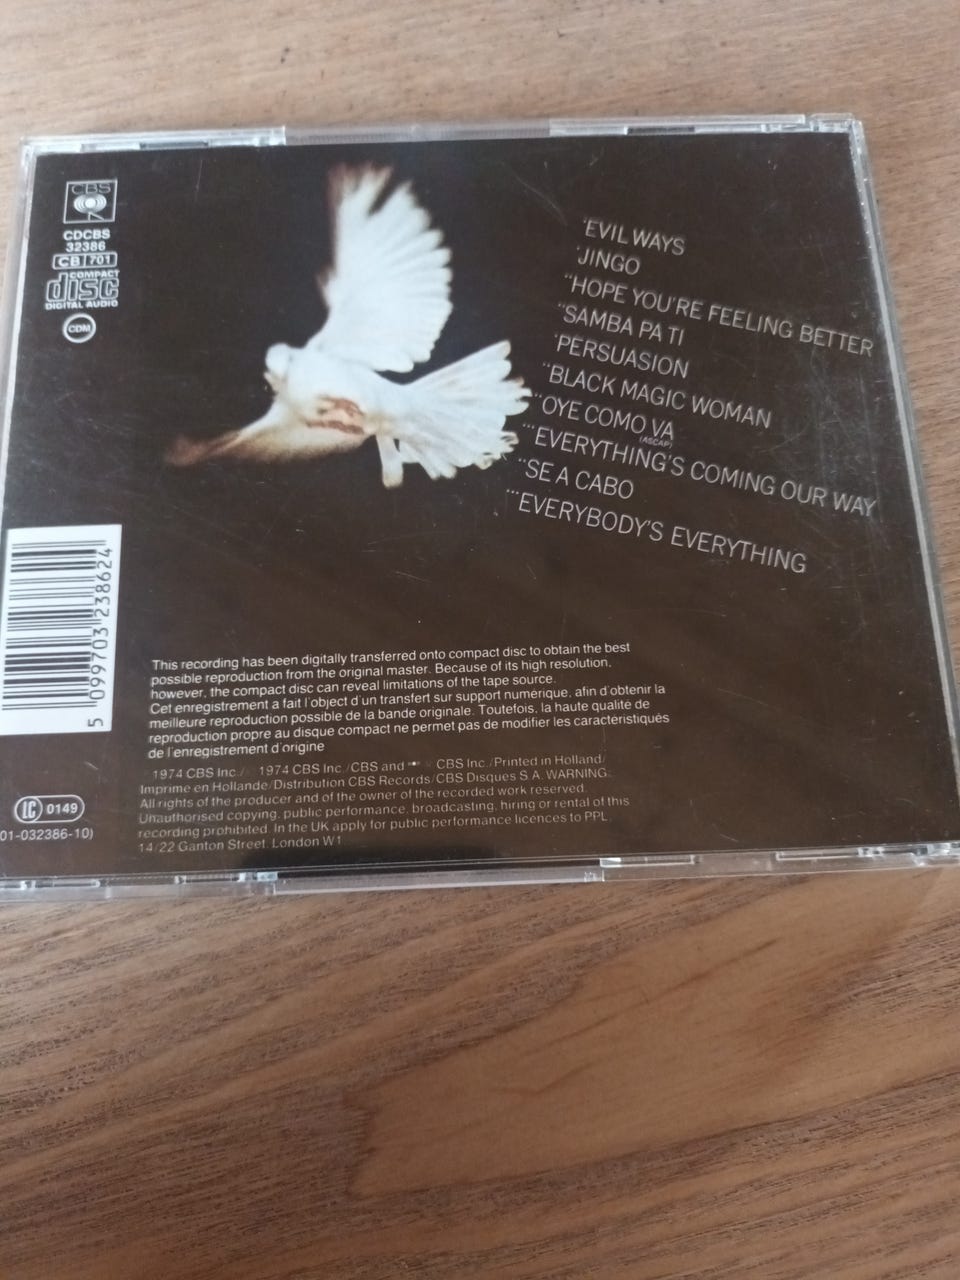 CBS
CDCBS
32386
CB 701
COMPACT
disc
DIGITAL AUDIO
CDM
'EVIL WAYS
'JINGO
''HOPE YOU'RE FEELING BETTER
''SAMBA PA TI
'PERSUASION
''BLACK MAGIC WOMAN
''OYE COMO VA
(ASCAP)
'''EVERYTHING'S COMING OUR WAY
''SE A CABO
'''EVERYBODY'S EVERYTHING
5 099703 238624
This recording has been digitally transferred onto compact disc to obtain the best
possible reproduction from the original master. Because of its high resolution,
however, the compact disc can reveal limitations of the tape source.
Cet enregistrement a fait l'object d'un transfert sur support numérique, afin d'obtenir la
meilleure reproduction possible de la bande originale. Toutefois, la haute qualite de
reproduction propre au disque compact ne permet pas de modifier les caracteristiques
de l'enregistrement d'origine
1974 CBS Inc./ 1974 CBS Inc./CBS and CBS Inc./Printed in Holland/
Imprime en Hollande/Distribution CBS Records/CBS Disques S.A. WARNING:
All rights of the producer and of the owner of the recorded work reserved.
Unauthorised copying, public performance, broadcasting, hiring or rental of this
recording prohibited. In the UK apply for public performance licences to PPL,
14/22 Ganton Street, London W1
LC 0149
01-032386-10)